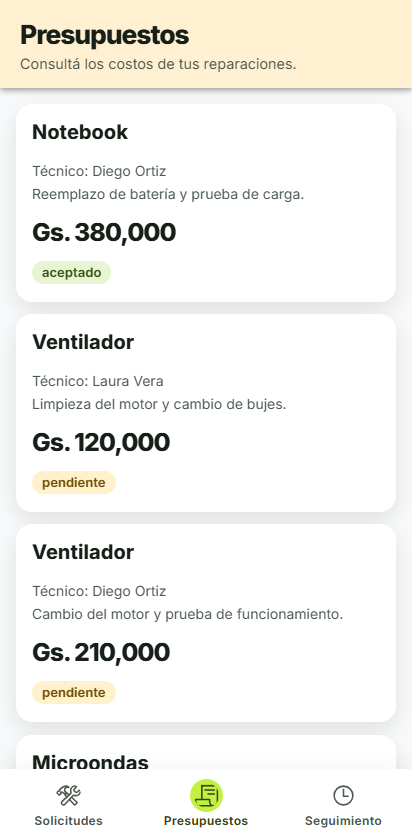 Presupuestos
Consultá los costos de tus reparaciones.
Notebook
Técnico: Diego Ortiz
Reemplazo de batería y prueba de carga.
Gs. 380,000
aceptado
Ventilador
Técnico: Laura Vera
Limpieza del motor y cambio de bujes.
Gs. 120,000
pendiente
Ventilador
Técnico: Diego Ortiz
Cambio del motor y prueba de funcionamiento.
Gs. 210,000
pendiente
Microondas
Solicitudes
Presupuestos
Seguimiento